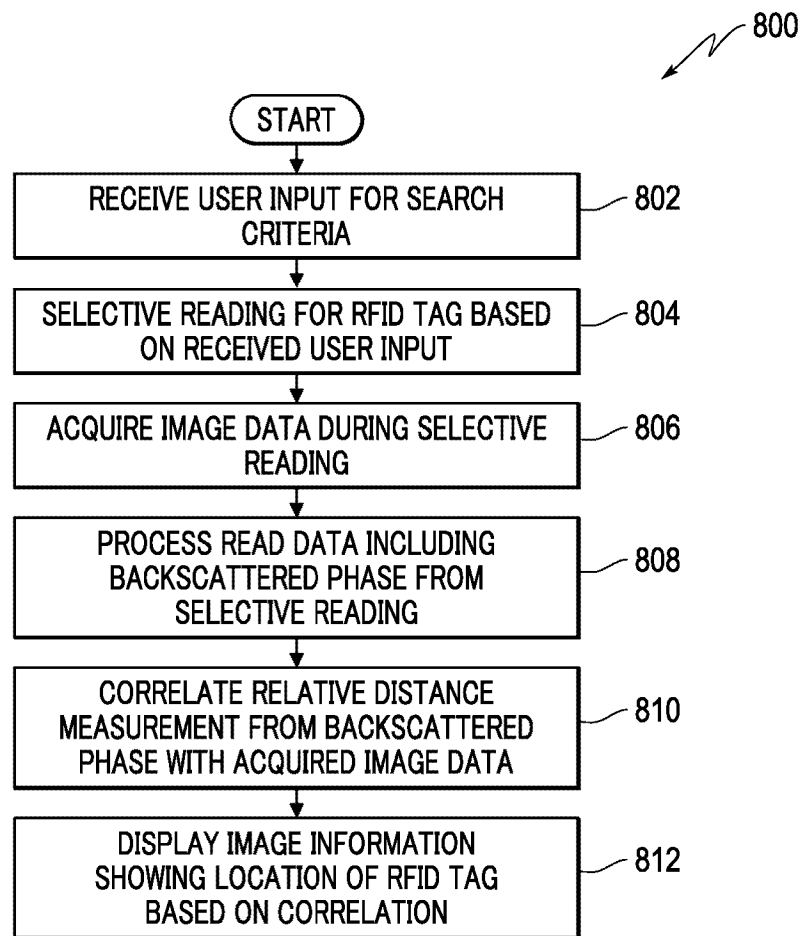 800
START
RECEIVE USER INPUT FOR SEARCH
CRITERIA
802
SELECTIVE READING FOR RFID TAG BASED
ON RECEIVED USER INPUT
804
ACQUIRE IMAGE DATA DURING SELECTIVE
READING
806
PROCESS READ DATA INCLUDING
BACKSCATTERED PHASE FROM
SELECTIVE READING
808
CORRELATE RELATIVE DISTANCE
MEASUREMENT FROM BACKSCATTERED
PHASE WITH ACQUIRED IMAGE DATA
810
DISPLAY IMAGE INFORMATION
SHOWING LOCATION OF RFID TAG
BASED ON CORRELATION
812